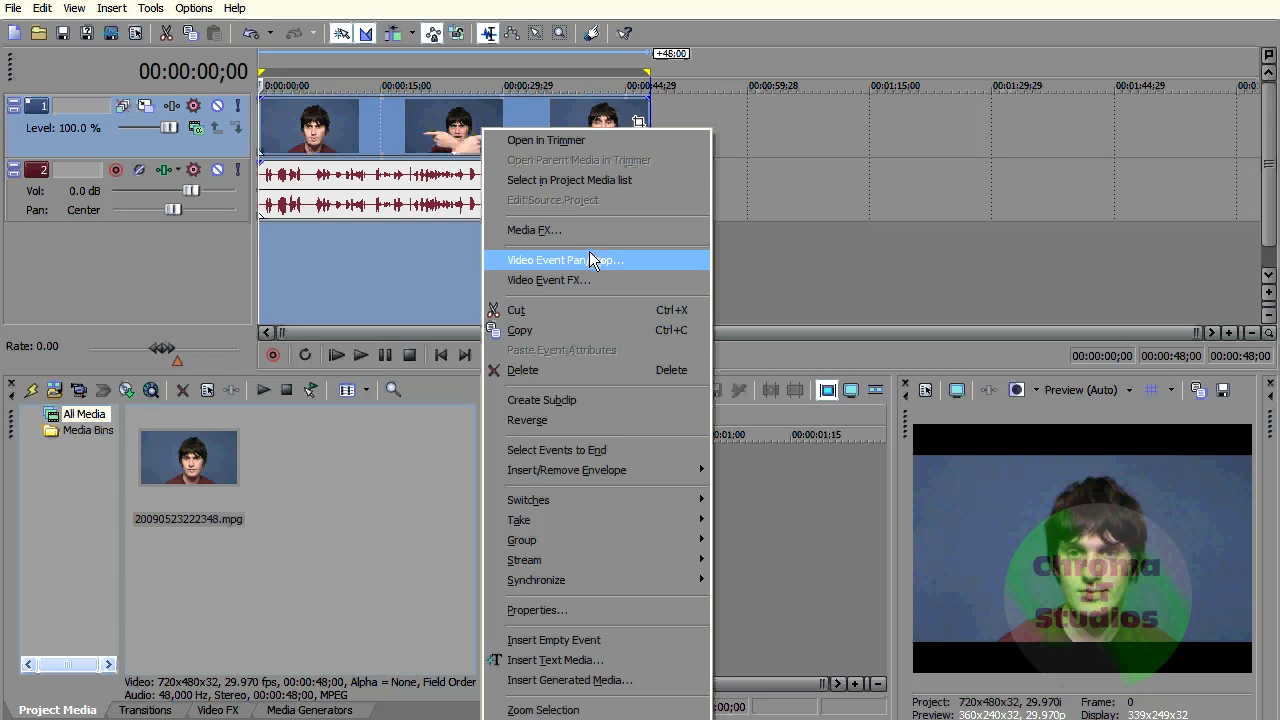 File Edit View Insert Tools Options Help
+48;00
00:00:00;00
0:00:00;00 00:00:15;00 00:00:29;29 00:00:44;29 00:00:59;28 00:01:15;00 00:01:29;29 00:01:44;29 00:0
1
Level: 100.0 %
2
Vol: 0.0 dB
Pan: Center
Open in Trimmer
Open Parent Media in Trimmer
Select in Project Media list
Edit Source Project
Media FX...
Video Event Pan/Crop...
Video Event FX...
Cut Ctrl+X
Copy Ctrl+C
Paste Event Attributes
Delete Delete
Create Subclip
Reverse
Select Events to End
Insert/Remove Envelope
Switches
Take
Group
Stream
Synchronize
Properties...
Insert Empty Event
Insert Text Media...
Insert Generated Media...
Zoom Selection
Rate: 0.00
00:00:00;00 00:00:48;00 00:00:48;00
All Media
Media Bins
20090523222348.mpg
Video: 720x480x32, 29.970 fps, 00:00:48;00, Alpha = None, Field Order
Audio: 48,000 Hz, Stereo, 00:00:48;00, MPEG
Project Media Transitions Video FX Media Generators
00:01:00 00:00:01:15
00;00
Preview (Auto)
Chroma
IT
Studios
Project: 720x480x32, 29.970i Frame: 0
Preview: 360x240x32, 29.970p Display: 339x249x32